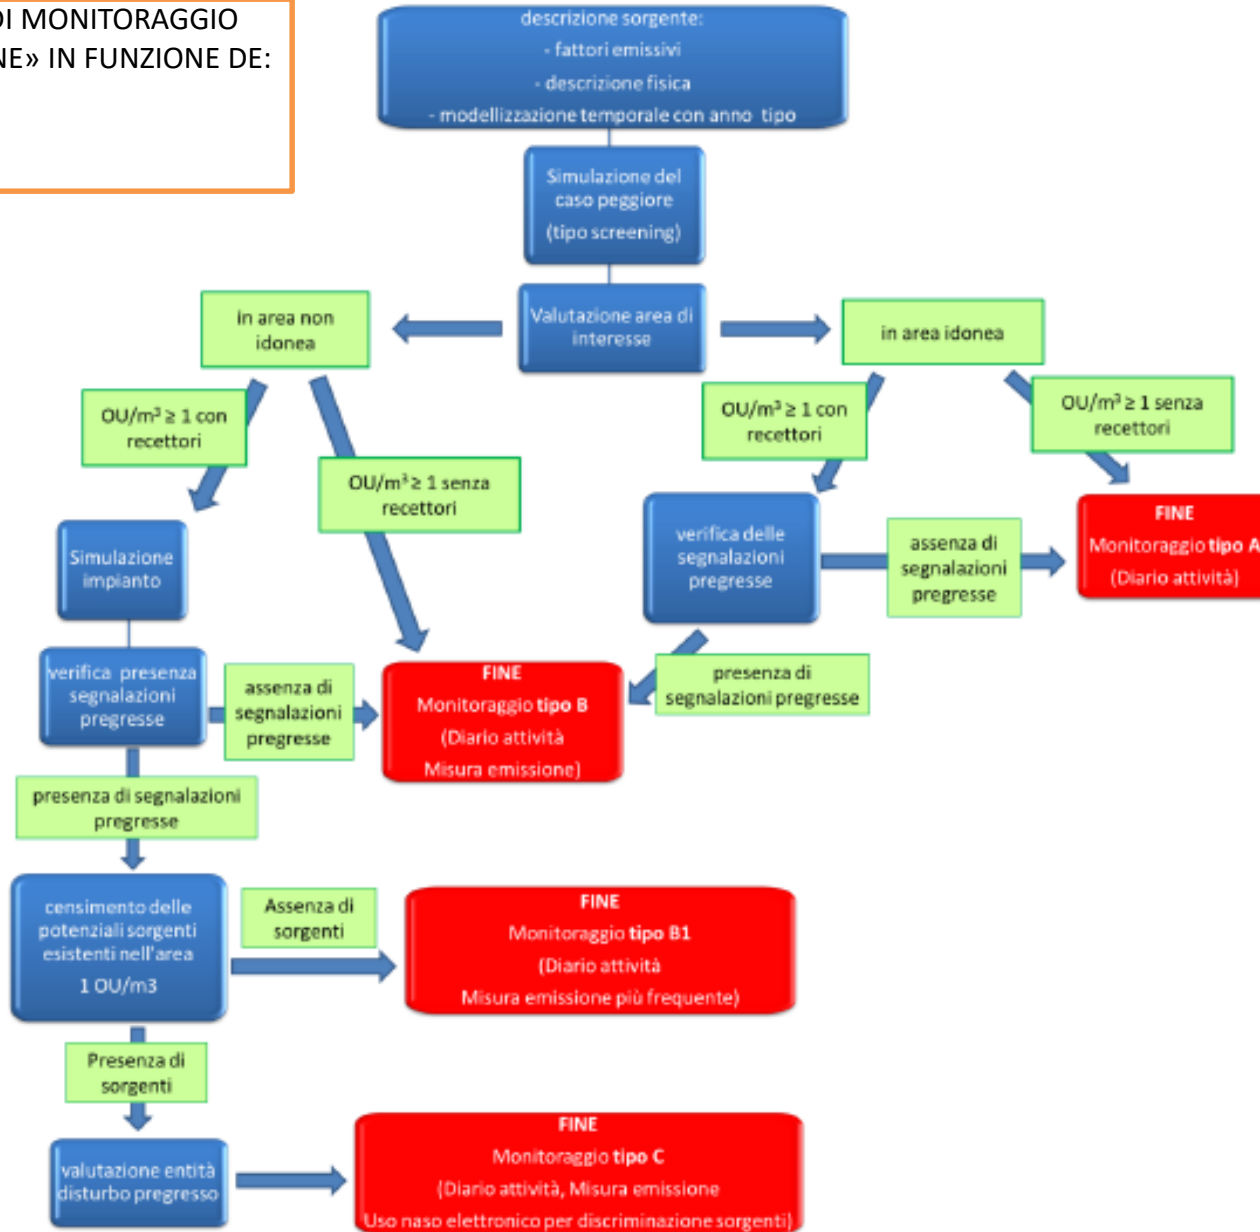 DI MONITORAGGIO
NE» IN FUNZIONE DE:
descrizione sorgente:
- fattori emissivi
- descrizione fisica
- modellizzazione temporale con anno tipo
Simulazione del
caso peggiore
(tipo screening)
Valutazione area di
interesse
in area non
idonea
in area idonea
OU/m³ ≥ 1 con
recettori
OU/m³ ≥ 1 senza
recettori
OU/m³ ≥ 1 con
recettori
OU/m³ ≥ 1 senza
recettori
Simulazione
impianto
verifica delle
segnalazioni
pregresse
assenza di
segnalazioni
pregresse
FINE
Monitoraggio tipo A
(Diario attività)
verifica presenza
segnalazioni
pregresse
assenza di
segnalazioni
pregresse
FINE
Monitoraggio tipo B
(Diario attività
Misura emissione)
presenza di
segnalazioni pregresse
presenza di segnalazioni
pregresse
censimento delle
potenziali sorgenti
esistenti nell'area
1 OU/m3
Assenza di
sorgenti
FINE
Monitoraggio tipo B1
(Diario attività
Misura emissione più frequente)
Presenza di
sorgenti
valutazione entità
disturbo pregresso
FINE
Monitoraggio tipo C
(Diario attività, Misura emissione
Uso naso elettronico per discriminazione sorgenti)